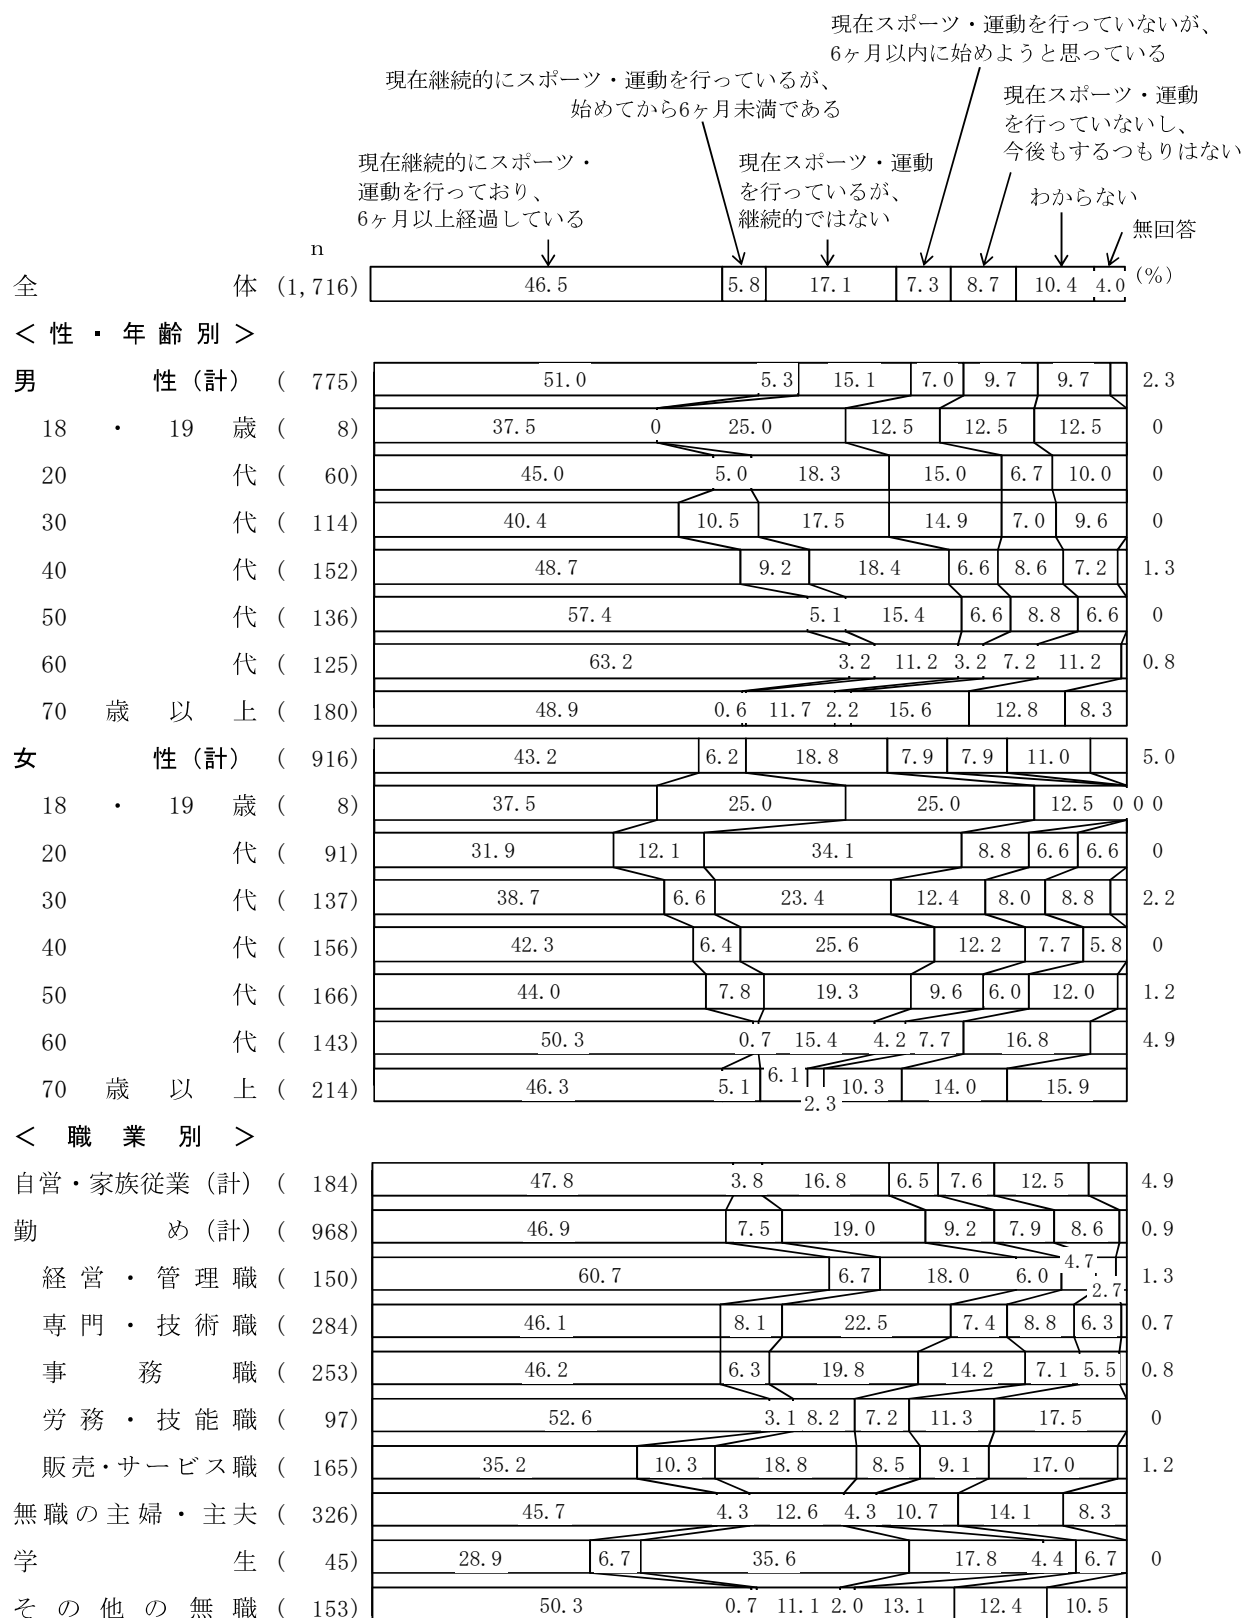 現在スポーツ・運動を行っていないが、
6ヶ月以内に始めようと思っている
現在継続的にスポーツ・運動を行っているが、
始めてから6ヶ月未満である
現在スポーツ・運動
を行っていないし、
今後もするつもりはない
現在継続的にスポーツ・
運動を行っており、
6ヶ月以上経過している
現在スポーツ・運動
を行っているが、
継続的ではない
わからない
無回答
n
(%)
全体 (1,716) 46.5 5.8 17.1 7.3 8.7 10.4 4.0
＜性・年齢別＞
男性(計) ( 775) 51.0 5.3 15.1 7.0 9.7 9.7 2.3
18・19歳 ( 8) 37.5 0 25.0 12.5 12.5 12.5 0
20代 ( 60) 45.0 5.0 18.3 15.0 6.7 10.0 0
30代 ( 114) 40.4 10.5 17.5 14.9 7.0 9.6 0
40代 ( 152) 48.7 9.2 18.4 6.6 8.6 7.2 1.3
50代 ( 136) 57.4 5.1 15.4 6.6 8.8 6.6 0
60代 ( 125) 63.2 3.2 11.2 3.2 7.2 11.2 0.8
70歳以上 ( 180) 48.9 0.6 11.7 2.2 15.6 12.8 8.3
女性(計) ( 916) 43.2 6.2 18.8 7.9 7.9 11.0 5.0
18・19歳 ( 8) 37.5 25.0 25.0 12.5 0 0 0
20代 ( 91) 31.9 12.1 34.1 8.8 6.6 6.6 0
30代 ( 137) 38.7 6.6 23.4 12.4 8.0 8.8 2.2
40代 ( 156) 42.3 6.4 25.6 12.2 7.7 5.8 0
50代 ( 166) 44.0 7.8 19.3 9.6 6.0 12.0 1.2
60代 ( 143) 50.3 0.7 15.4 4.2 7.7 16.8 4.9
70歳以上 ( 214) 46.3 5.1 6.1 2.3 10.3 14.0 15.9
＜職業別＞
自営・家族従業(計) ( 184) 47.8 3.8 16.8 6.5 7.6 12.5 4.9
勤め(計) ( 968) 46.9 7.5 19.0 9.2 7.9 8.6 0.9
経営・管理職 ( 150) 60.7 6.7 18.0 6.0 4.7 2.7 1.3
専門・技術職 ( 284) 46.1 8.1 22.5 7.4 8.8 6.3 0.7
事務職 ( 253) 46.2 6.3 19.8 14.2 7.1 5.5 0.8
労務・技能職 ( 97) 52.6 3.1 8.2 7.2 11.3 17.5 0
販売・サービス職 ( 165) 35.2 10.3 18.8 8.5 9.1 17.0 1.2
無職の主婦・主夫 ( 326) 45.7 4.3 12.6 4.3 10.7 14.1 8.3
学生 ( 45) 28.9 6.7 35.6 17.8 4.4 6.7 0
その他の無職 ( 153) 50.3 0.7 11.1 2.0 13.1 12.4 10.5